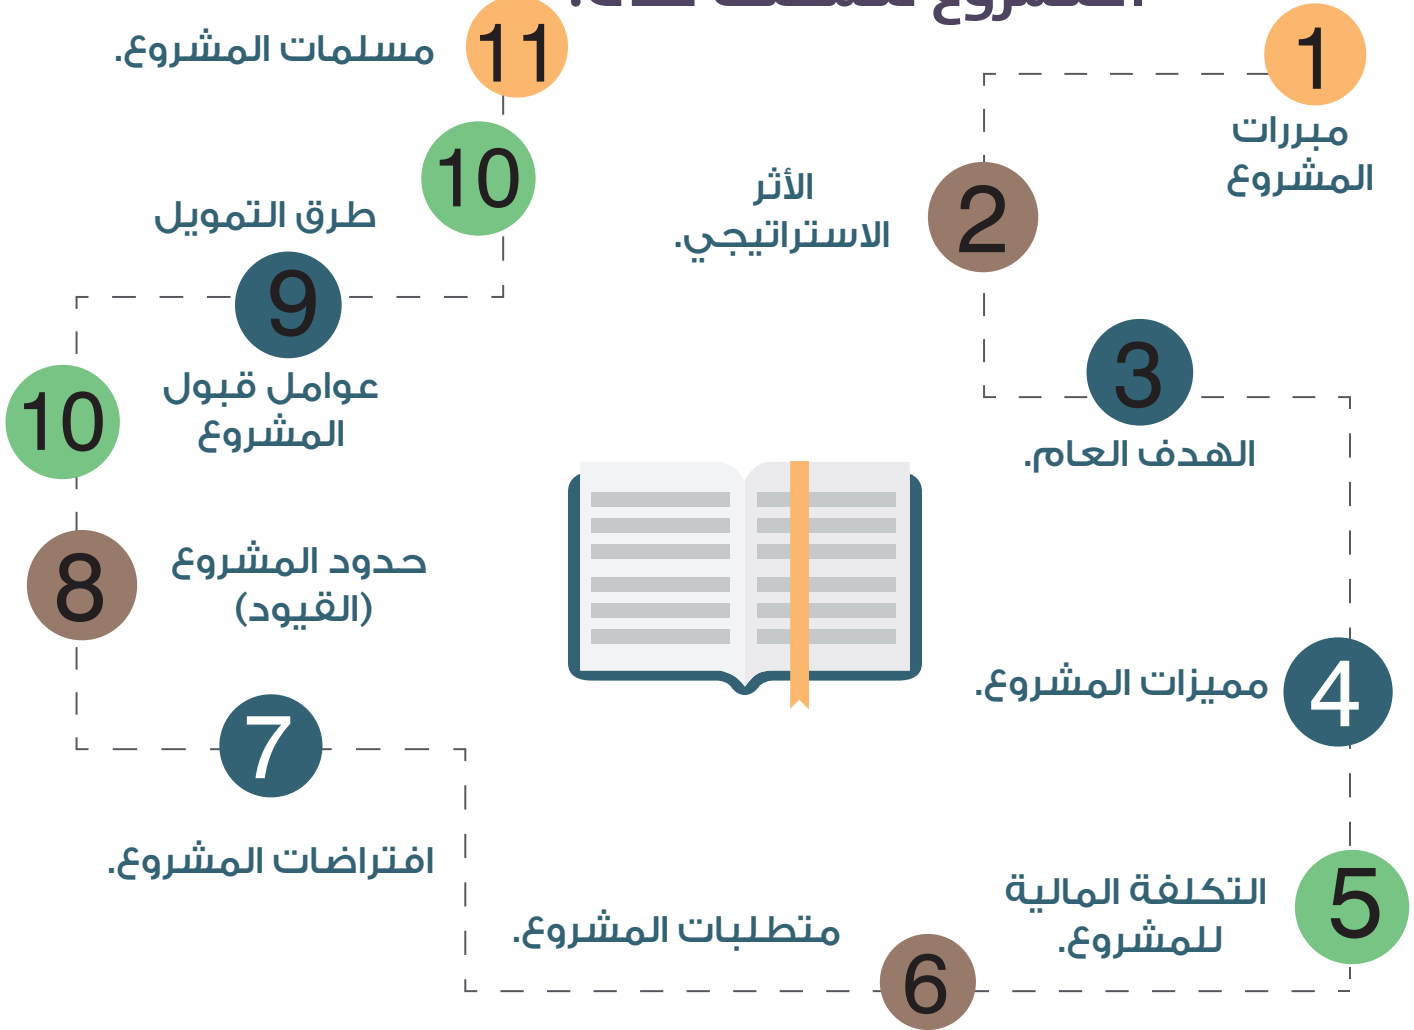 1
مبررات
المشروع
2
الأثر
الاستراتيجي.
3
الهدف العام.
4
مميزات المشروع.
5
التكلفة المالية
للمشروع.
6
متطلبات المشروع.
7
افتراضات المشروع.
8
حدود المشروع
(القيود)
10
9
عوامل قبول
المشروع
10
طرق التمويل
11
مسلمات المشروع.